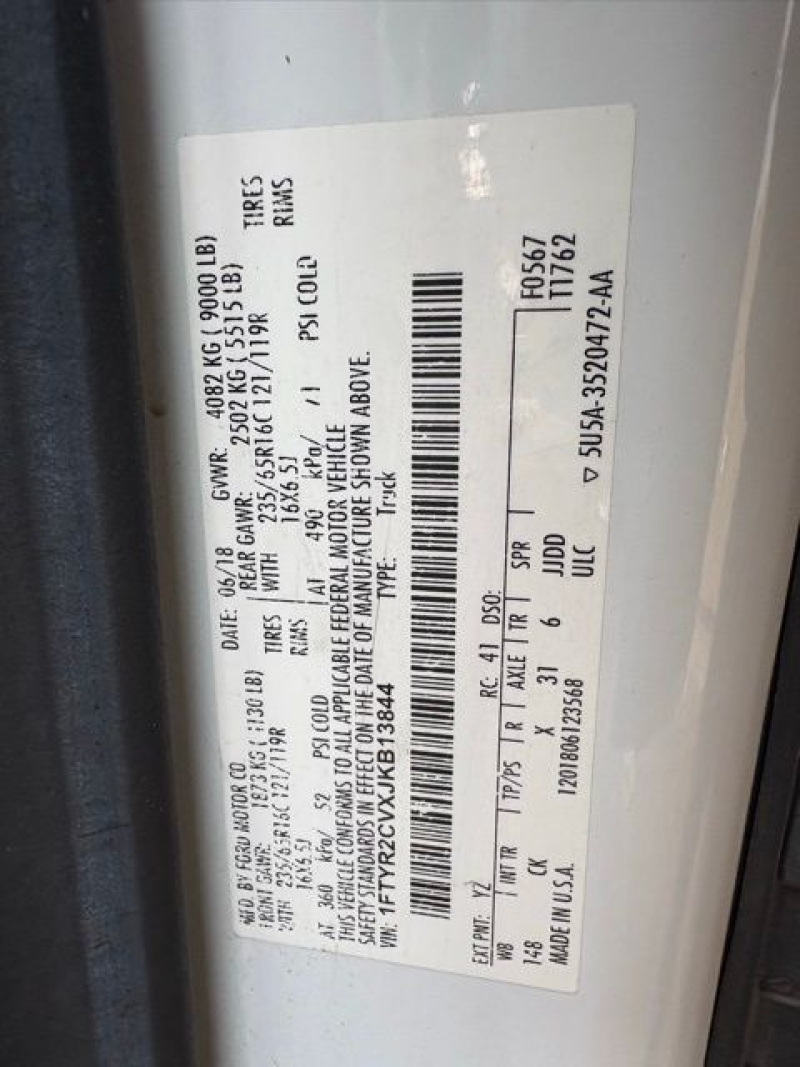 MFD. BY FORD MOTOR CO DATE: 06/18 GVWR: 4082 KG ( 9000 LB)
FRONT GAWR: 1873 KG ( 4130 LB) REAR GAWR: 2502 KG ( 5515 LB)
WITH 235/65R16C 121/119R TIRES WITH 235/65R16C 121/119R TIRES
16X6.5J RIMS 16X6.5J RIMS
AT 360 kPa/ 52 PSI COLD AT 490 kPa/ 71 PSI COLD
THIS VEHICLE CONFORMS TO ALL APPLICABLE FEDERAL MOTOR VEHICLE
SAFETY STANDARDS IN EFFECT ON THE DATE OF MANUFACTURE SHOWN ABOVE.
VIN: 1FTYR2CVXJKB13844 TYPE: Truck
EXT PNT: YZ RC: 41 DSO:
WB INT TR TP/PS R AXLE TR SPR F0567
148 CK X 31 6 JJDD T1762
MADE IN U.S.A. 1201806123568 ULC ▽ 5U5A-3520472-AA